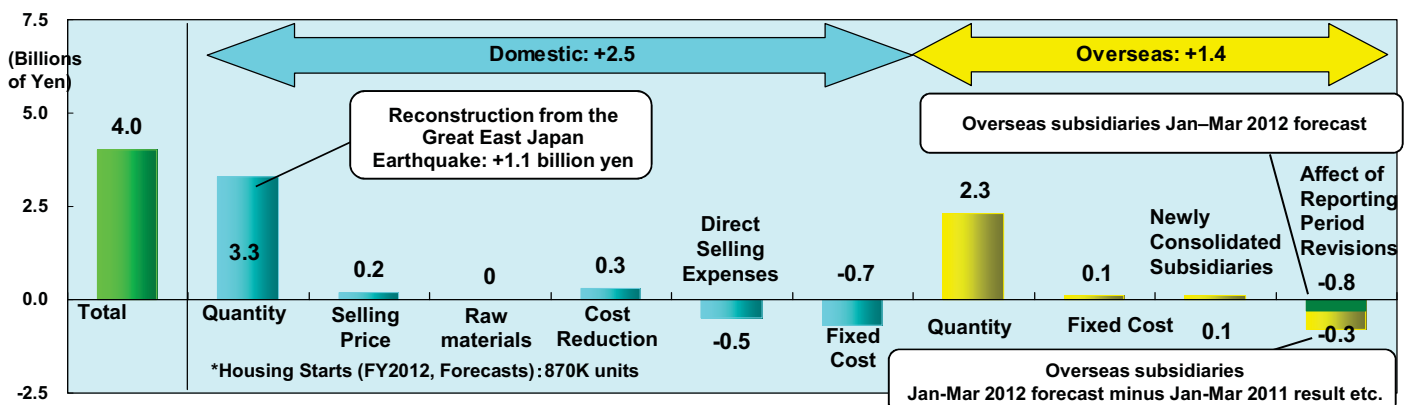 7.5
(Billions
of Yen)
5.0
2.5
0.0
-2.5
Domestic: +2.5
Overseas: +1.4
Reconstruction from the
Great East Japan
Earthquake: +1.1 billion yen
Overseas subsidiaries Jan–Mar 2012 forecast
4.0
Total
3.3
Quantity
0.2
Selling
Price
0
Raw
materials
0.3
Cost
Reduction
Direct
Selling
Expenses
-0.5
-0.7
Fixed
Cost
2.3
Quantity
0.1
Fixed Cost
Newly
Consolidated
Subsidiaries
0.1
Affect of
Reporting
Period
Revisions
-0.8
-0.3
*Housing Starts (FY2012, Forecasts): 870K units
Overseas subsidiaries
Jan-Mar 2012 forecast minus Jan-Mar 2011 result etc.